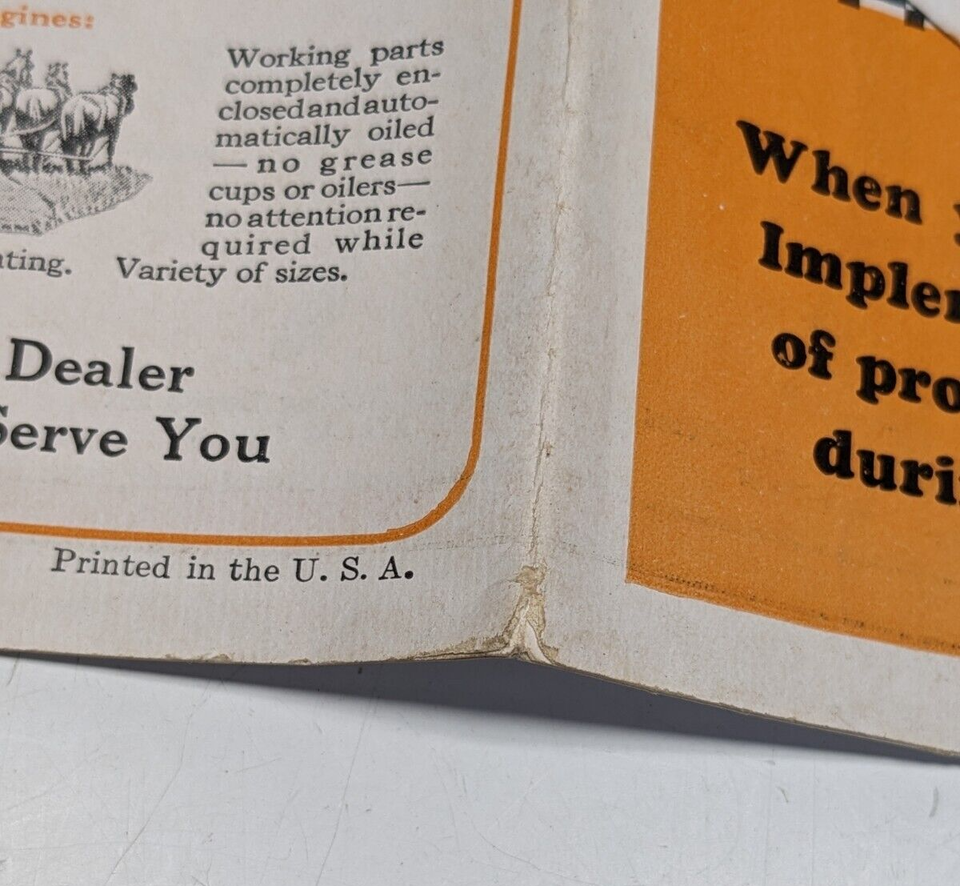 gines:
Working parts
completely en-
closed and auto-
matically oiled
— no grease
cups or oilers—
no attention re-
quired while
ting. Variety of sizes.
Dealer
Serve You
Printed in the U. S. A.
When
Imple
of pro
duri